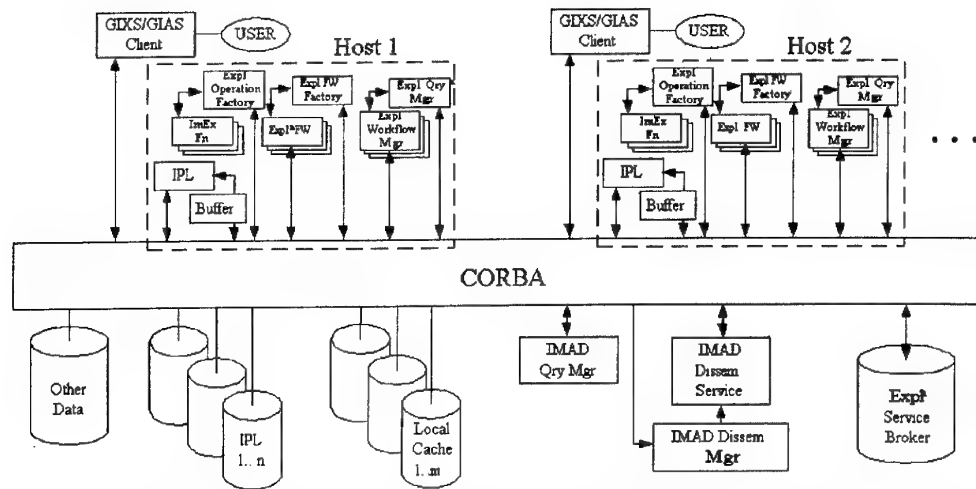 GIXS/GIAS
Client
USER
Host 1
Expl
Operation
Factory
Expl FW
Factory
Expl Qry
Mgr
ImEx
Fn
Expl FW
Expl
Workflow
Mgr
IPL
Buffer
GIXS/GIAS
Client
USER
Host 2
Expl
Operation
Factory
Expl FW
Factory
Expl Qry
Mgr
ImEx
Fn
Expl FW
Expl
Workflow
Mgr
IPL
Buffer
. . .
CORBA
Other
Data
IPL
1.. n
Local
Cache
1..m
IMAD
Qry Mgr
IMAD
Dissem
Service
IMAD Dissem
Mgr
Expl
Service
Broker